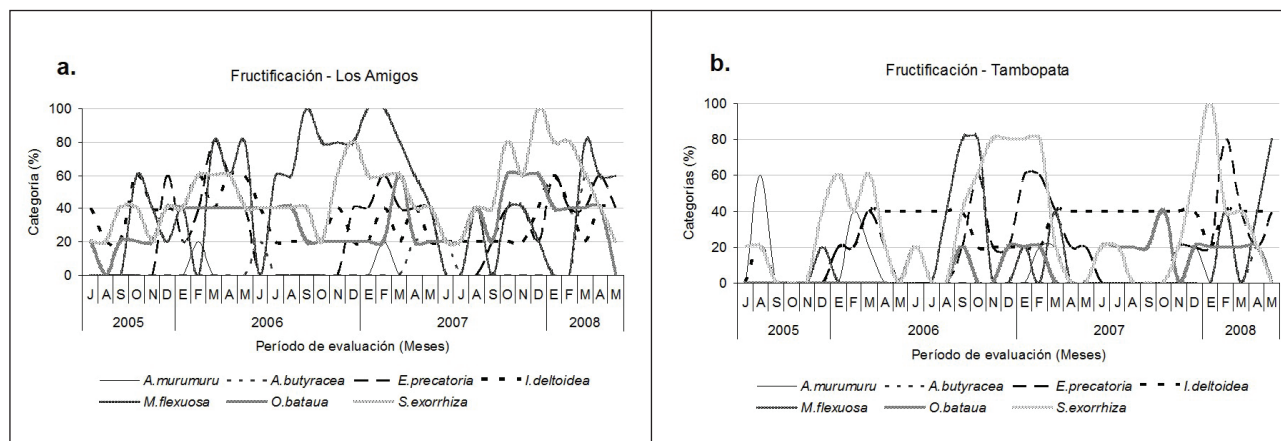 a.
Fructificación - Los Amigos
Categoria (%)
100
80
60
40
20
0
J A S O N D E F M A M J J A S O N D E F M A M J J A S O N D E F M A M
2005 2006 2007 2008
Período de evaluación (Meses)
A.murumuru A.butyracea E.precatoria I.deltoidea
M.flexuosa O.bataua S.exorrhiza
b.
Fructificación - Tambopata
Categorías (%)
100
80
60
40
20
0
J A S O N D E F M A M J J A S O N D E F M A M J J A S O N D E F M A M
2005 2006 2007 2008
Período de evaluación (Meses)
A.murumuru A.butyracea E.precatoria I.deltoidea
M.flexuosa O.bataua S.exorrhiza